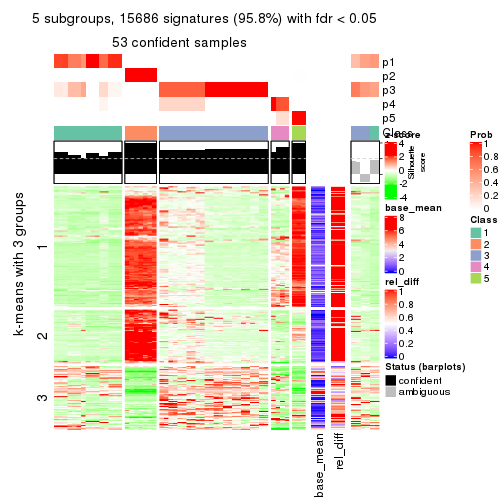 5 subgroups, 15686 signatures (95.8%) with fdr < 0.05
53 confident samples
p1
p2
p3
p4
p5
Class
Silhouette
score
k-means with 3 groups
1
2
3
base_mean
rel_diff
z-score
4
2
0
-2
-4
base_mean
8
6
4
2
0
rel_diff
1
0.8
0.6
0.4
0.2
0
Status (barplots)
confident
ambiguous
Prob
1
0.8
0.6
0.4
0.2
0
Class
1
2
3
4
5